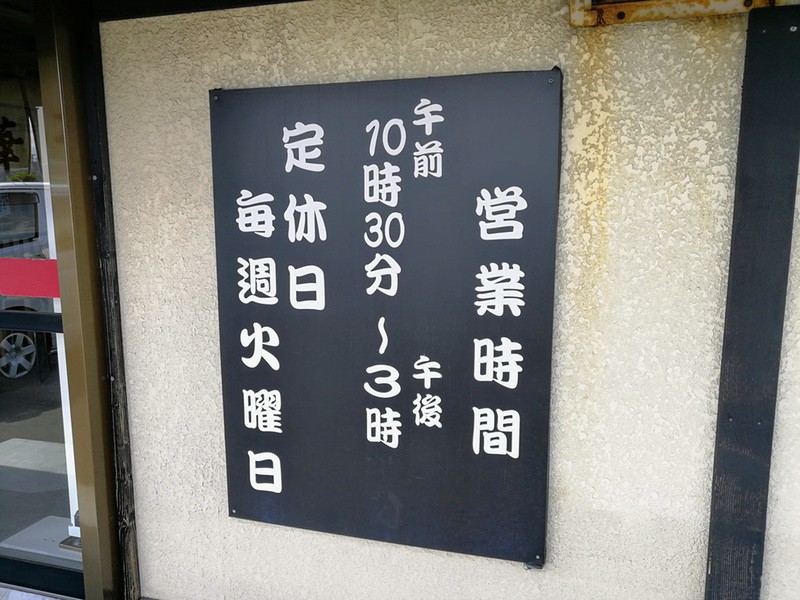 営業時間
午前 午後
10時30分〜3時
定休日
毎週火曜日